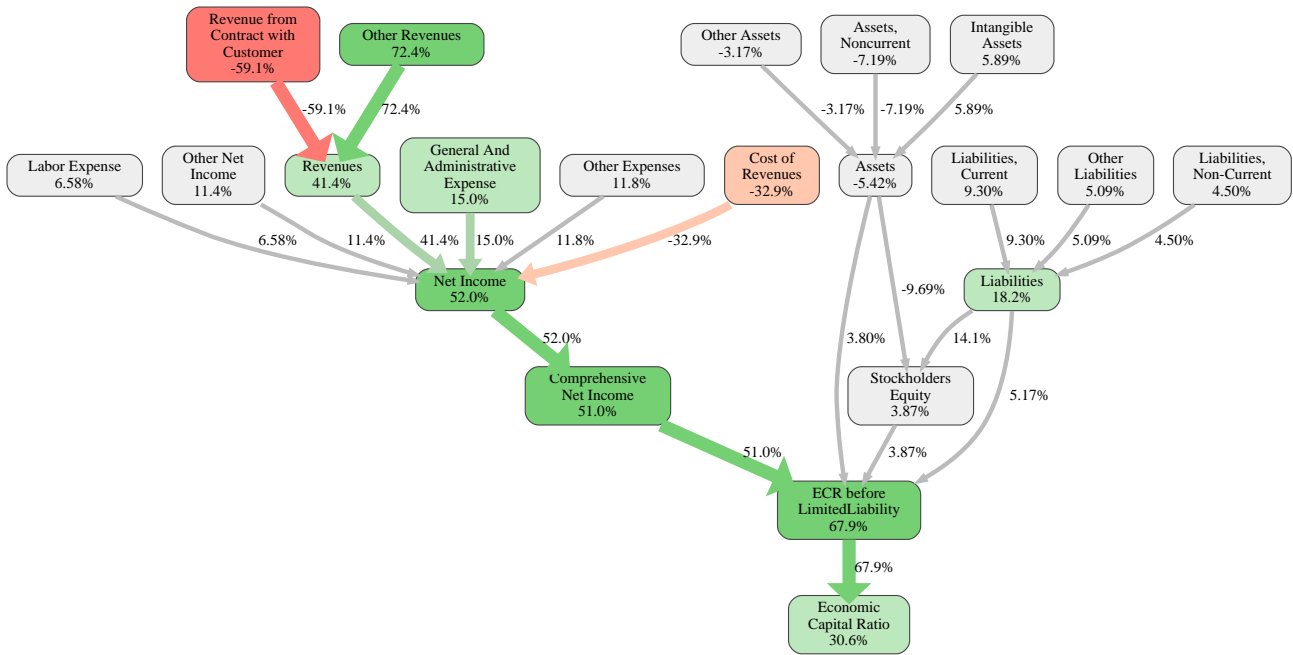 Revenue from
Contract with
Customer
-59.1%
Other Revenues
72.4%
Other Assets
-3.17%
Assets,
Noncurrent
-7.19%
Intangible
Assets
5.89%
-59.1%
72.4%
-3.17%
-7.19%
5.89%
Labor Expense
6.58%
Other Net
Income
11.4%
Revenues
41.4%
General And
Administrative
Expense
15.0%
Other Expenses
11.8%
Cost of
Revenues
-32.9%
Assets
-5.42%
Liabilities,
Current
9.30%
Other
Liabilities
5.09%
Liabilities,
Non-Current
4.50%
6.58%
11.4%
41.4%
15.0%
11.8%
-32.9%
9.30%
5.09%
4.50%
Net Income
52.0%
-9.69%
Liabilities
18.2%
52.0%
3.80%
14.1%
Comprehensive
Net Income
51.0%
Stockholders
Equity
3.87%
5.17%
51.0%
3.87%
ECR before
LimitedLiability
67.9%
67.9%
Economic
Capital Ratio
30.6%